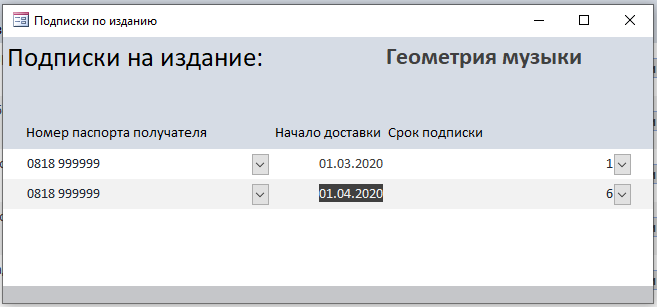 Подписки по изданию
Подписки на издание: Геометрия музыки
Номер паспорта получателя Начало доставки Срок подписки
0818 999999 01.03.2020 1
0818 999999 01.04.2020 6